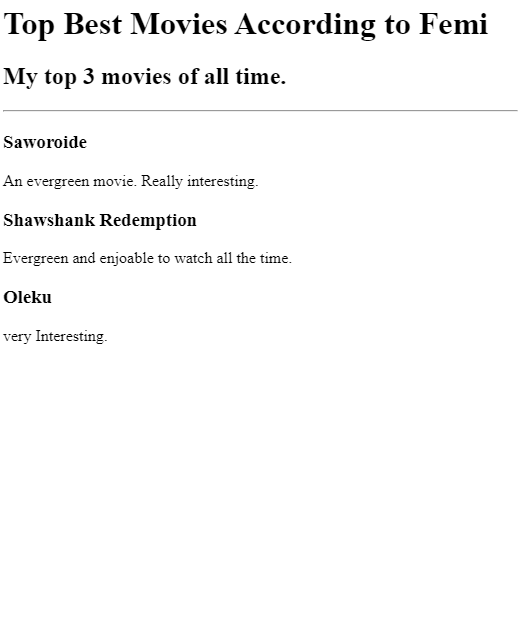 Top Best Movies According to Femi
My top 3 movies of all time.
Saworoide
An evergreen movie. Really interesting.
Shawshank Redemption
Evergreen and enjoable to watch all the time.
Oleku
very Interesting.